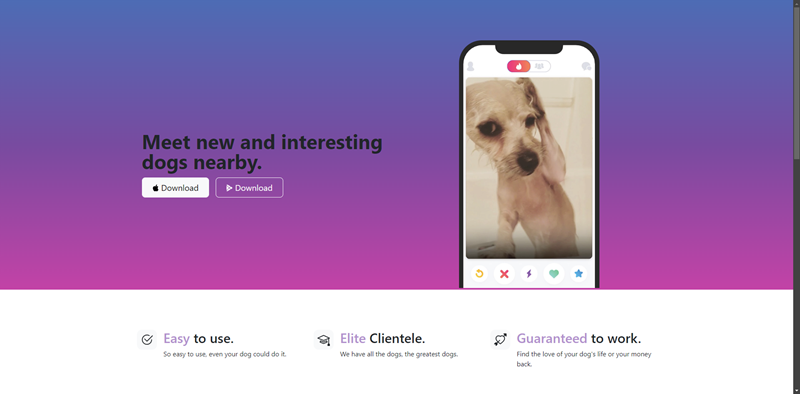 Meet new and interesting
dogs nearby.
Download
Download
Easy to use.
So easy to use, even your dog could do it.
Elite Clientele.
We have all the dogs, the greatest dogs.
Guaranteed to work.
Find the love of your dog's life or your money
back.